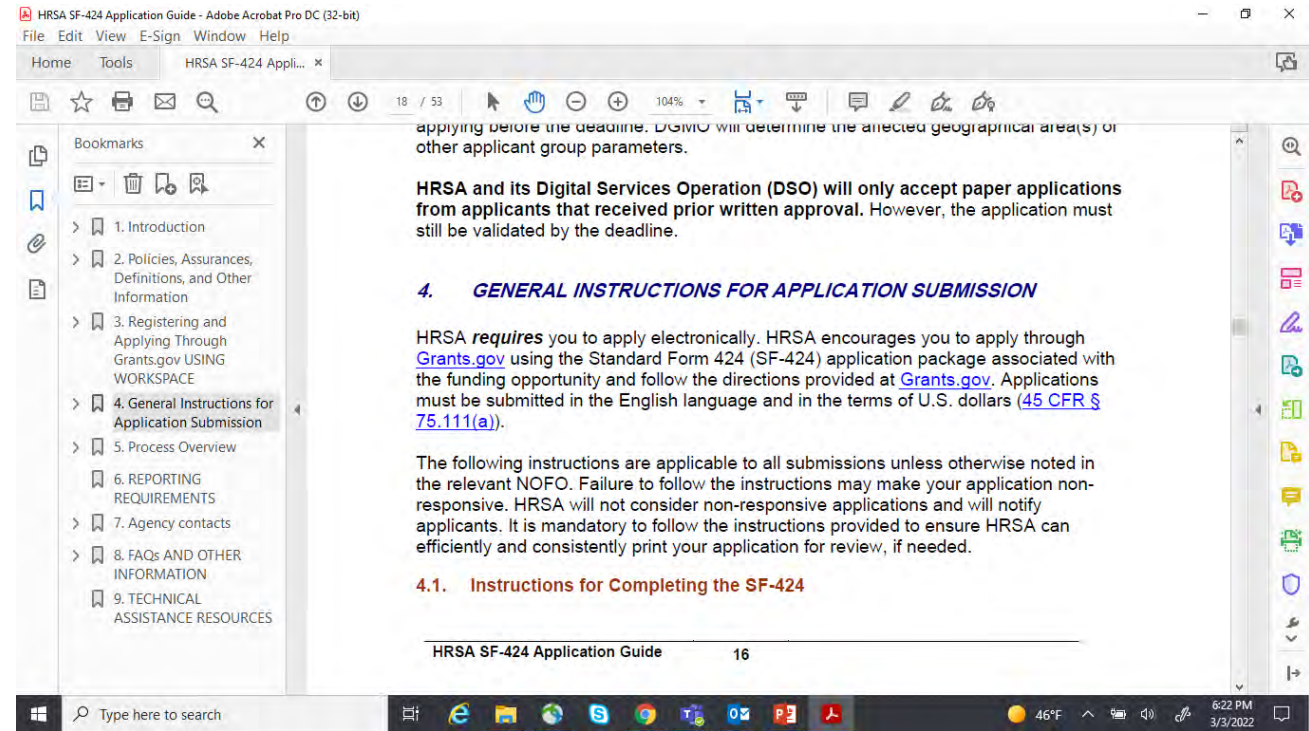 HRSA SF-424 Application Guide - Adobe Acrobat Pro DC (32-bit)
File Edit View E-Sign Window Help
Home Tools HRSA SF-424 Appli... ×
18 / 53 104%
Bookmarks
1. Introduction
2. Policies, Assurances,
Definitions, and Other
Information
3. Registering and
Applying Through
Grants.gov USING
WORKSPACE
4. General Instructions for
Application Submission
5. Process Overview
6. REPORTING
REQUIREMENTS
7. Agency contacts
8. FAQs AND OTHER
INFORMATION
9. TECHNICAL
ASSISTANCE RESOURCES
applying before the deadline. DGMO will determine the affected geographical area(s) or
other applicant group parameters.
HRSA and its Digital Services Operation (DSO) will only accept paper applications
from applicants that received prior written approval. However, the application must
still be validated by the deadline.
4. GENERAL INSTRUCTIONS FOR APPLICATION SUBMISSION
HRSA requires you to apply electronically. HRSA encourages you to apply through
Grants.gov using the Standard Form 424 (SF-424) application package associated with
the funding opportunity and follow the directions provided at Grants.gov. Applications
must be submitted in the English language and in the terms of U.S. dollars (45 CFR §
75.111(a)).
The following instructions are applicable to all submissions unless otherwise noted in
the relevant NOFO. Failure to follow the instructions may make your application non-
responsive. HRSA will not consider non-responsive applications and will notify
applicants. It is mandatory to follow the instructions provided to ensure HRSA can
efficiently and consistently print your application for review, if needed.
4.1. Instructions for Completing the SF-424
HRSA SF-424 Application Guide 16
Type here to search
46°F
6:22 PM
3/3/2022